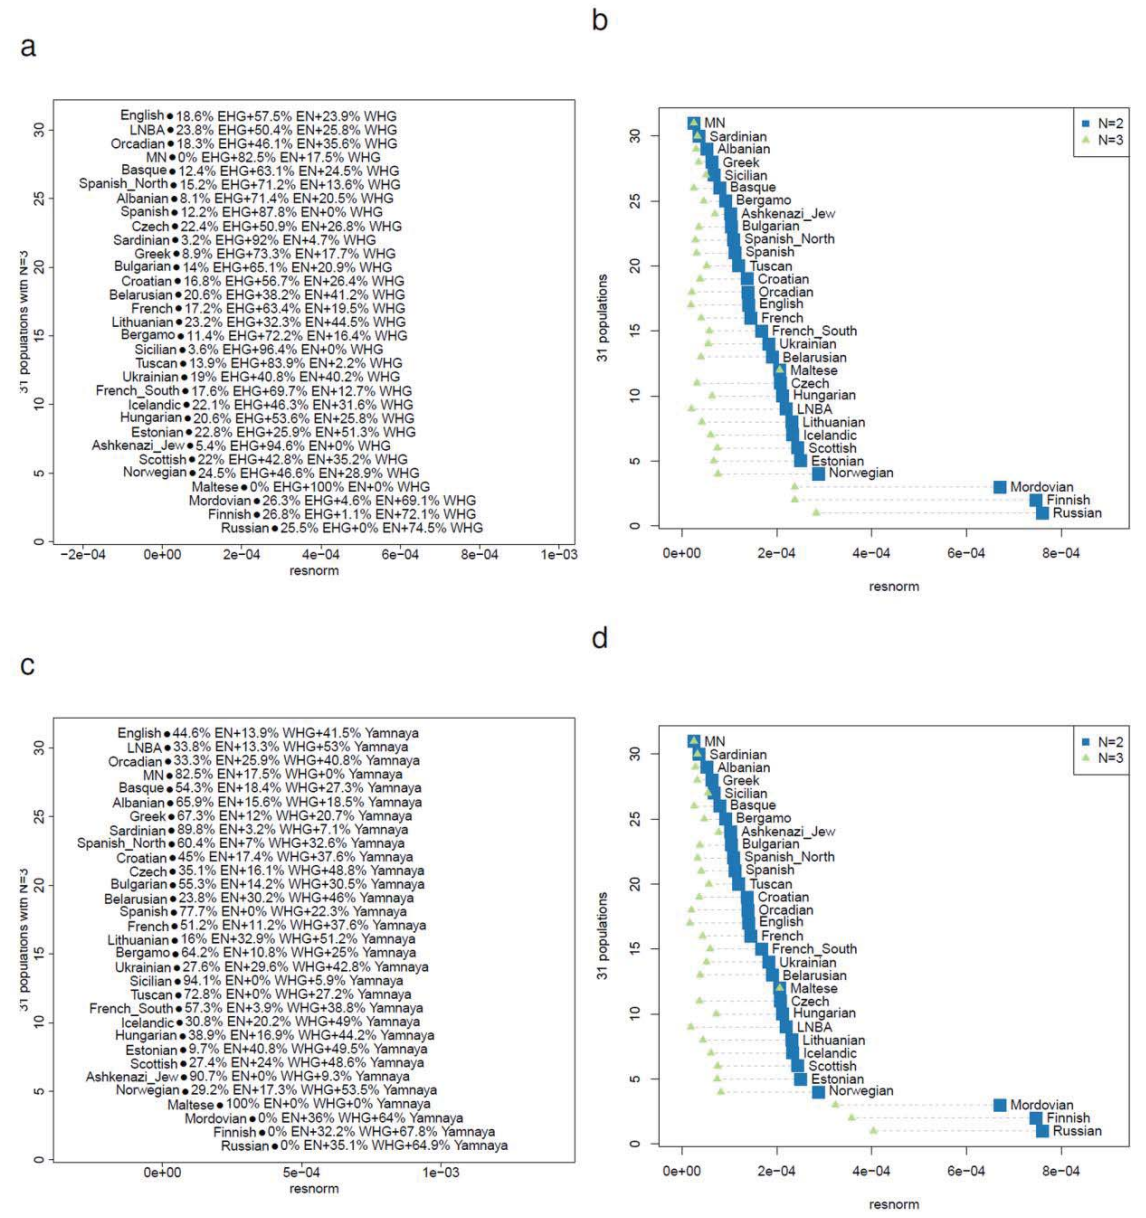 a
English 18.6% EHG+57.5% EN+23.9% WHG
LNBA 23.8% EHG+50.4% EN+25.8% WHG
Orcadian 18.3% EHG+46.1% EN+35.6% WHG
MN 0% EHG+82.5% EN+17.5% WHG
Basque 12.4% EHG+63.1% EN+24.5% WHG
Spanish_North 15.2% EHG+71.2% EN+13.6% WHG
Albanian 8.1% EHG+71.4% EN+20.5% WHG
Spanish 12.2% EHG+87.8% EN+0% WHG
Czech 22.4% EHG+50.9% EN+26.8% WHG
Sardinian 3.2% EHG+92% EN+4.7% WHG
Greek 8.9% EHG+73.3% EN+17.7% WHG
Bulgarian 14% EHG+65.1% EN+20.9% WHG
Croatian 16.8% EHG+56.7% EN+26.4% WHG
Belarusian 20.6% EHG+38.2% EN+41.2% WHG
French 17.2% EHG+63.4% EN+19.5% WHG
Lithuanian 23.2% EHG+32.3% EN+44.5% WHG
Bergamo 11.4% EHG+72.2% EN+16.4% WHG
Sicilian 3.6% EHG+96.4% EN+0% WHG
Tuscan 13.9% EHG+83.9% EN+2.2% WHG
Ukrainian 19% EHG+40.8% EN+40.2% WHG
French_South 17.6% EHG+69.7% EN+12.7% WHG
Icelandic 22.1% EHG+46.3% EN+31.6% WHG
Hungarian 20.6% EHG+53.6% EN+25.8% WHG
Estonian 22.8% EHG+25.9% EN+51.3% WHG
Ashkenazi_Jew 5.4% EHG+94.6% EN+0% WHG
Scottish 22% EHG+42.8% EN+35.2% WHG
Norwegian 24.5% EHG+46.6% EN+28.9% WHG
Maltese 0% EHG+100% EN+0% WHG
Mordovian 26.3% EHG+4.6% EN+69.1% WHG
Finnish 26.8% EHG+1.1% EN+72.1% WHG
Russian 25.5% EHG+0% EN+74.5% WHG
31 populations with N=3
30
25
20
15
10
5
0
−2e−04 0e+00 2e−04 4e−04 6e−04 8e−04 1e−03
resnorm
b
N=2
N=3
MN
Sardinian
Albanian
Greek
Sicilian
Basque
Bergamo
Ashkenazi_Jew
Bulgarian
Spanish_North
Spanish
Tuscan
Croatian
Orcadian
English
French
French_South
Ukrainian
Belarusian
Maltese
Czech
Hungarian
LNBA
Lithuanian
Icelandic
Scottish
Estonian
Norwegian
Mordovian
Finnish
Russian
31 populations
30
25
20
15
10
5
0
0e+00 2e−04 4e−04 6e−04 8e−04
resnorm
c
English 44.6% EN+13.9% WHG+41.5% Yamnaya
LNBA 33.8% EN+13.3% WHG+53% Yamnaya
Orcadian 33.3% EN+25.9% WHG+40.8% Yamnaya
MN 82.5% EN+17.5% WHG+0% Yamnaya
Basque 54.3% EN+18.4% WHG+27.3% Yamnaya
Albanian 65.9% EN+15.6% WHG+18.5% Yamnaya
Greek 67.3% EN+12% WHG+20.7% Yamnaya
Sardinian 89.8% EN+3.2% WHG+7.1% Yamnaya
Spanish_North 60.4% EN+7% WHG+32.6% Yamnaya
Croatian 45% EN+17.4% WHG+37.6% Yamnaya
Czech 35.1% EN+16.1% WHG+48.8% Yamnaya
Bulgarian 55.3% EN+14.2% WHG+30.5% Yamnaya
Belarusian 23.8% EN+30.2% WHG+46% Yamnaya
Spanish 77.7% EN+0% WHG+22.3% Yamnaya
French 51.2% EN+11.2% WHG+37.6% Yamnaya
Lithuanian 16% EN+32.9% WHG+51.2% Yamnaya
Bergamo 64.2% EN+10.8% WHG+25% Yamnaya
Ukrainian 27.6% EN+29.6% WHG+42.8% Yamnaya
Sicilian 94.1% EN+0% WHG+5.9% Yamnaya
Tuscan 72.8% EN+0% WHG+27.2% Yamnaya
French_South 57.3% EN+3.9% WHG+38.8% Yamnaya
Icelandic 30.8% EN+20.2% WHG+49% Yamnaya
Hungarian 38.9% EN+16.9% WHG+44.2% Yamnaya
Estonian 9.7% EN+40.8% WHG+49.5% Yamnaya
Scottish 27.4% EN+24% WHG+48.6% Yamnaya
Ashkenazi_Jew 90.7% EN+0% WHG+9.3% Yamnaya
Norwegian 29.2% EN+17.3% WHG+53.5% Yamnaya
Maltese 100% EN+0% WHG+0% Yamnaya
Mordovian 0% EN+36% WHG+64% Yamnaya
Finnish 0% EN+32.2% WHG+67.8% Yamnaya
Russian 0% EN+35.1% WHG+64.9% Yamnaya
31 populations with N=3
30
25
20
15
10
5
0
0e+00 5e−04 1e−03
resnorm
d
N=2
N=3
MN
Sardinian
Albanian
Greek
Sicilian
Basque
Bergamo
Ashkenazi_Jew
Bulgarian
Spanish_North
Spanish
Tuscan
Croatian
Orcadian
English
French
French_South
Ukrainian
Belarusian
Maltese
Czech
Hungarian
LNBA
Lithuanian
Icelandic
Scottish
Estonian
Norwegian
Mordovian
Finnish
Russian
31 populations
30
25
20
15
10
5
0
0e+00 2e−04 4e−04 6e−04 8e−04
resnorm